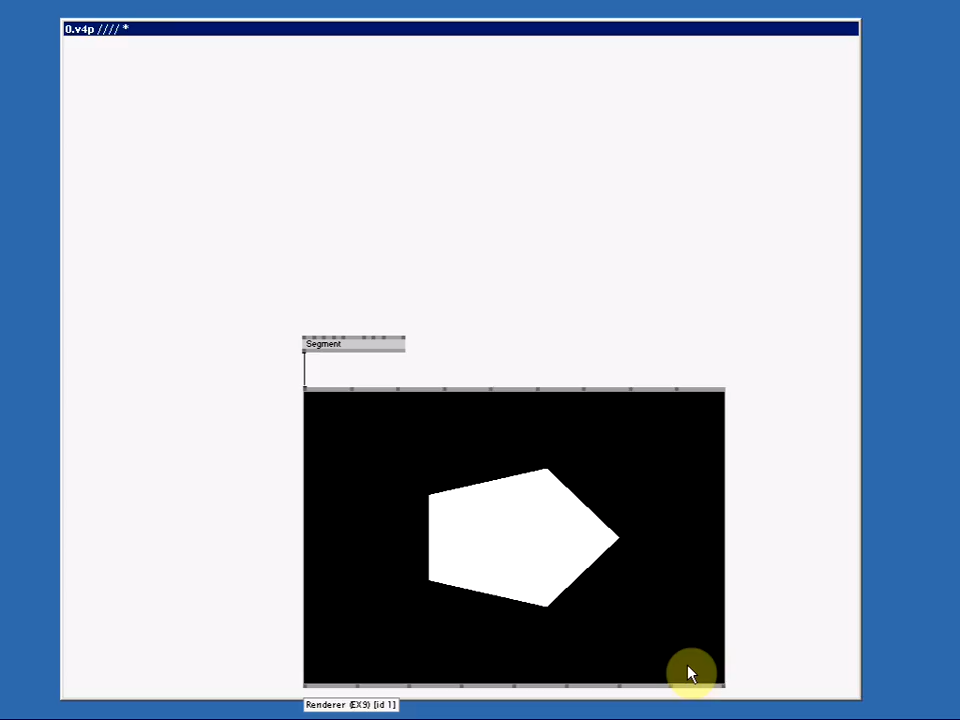 0.v4p //// *
Segment
Renderer (EX9) [id 1]